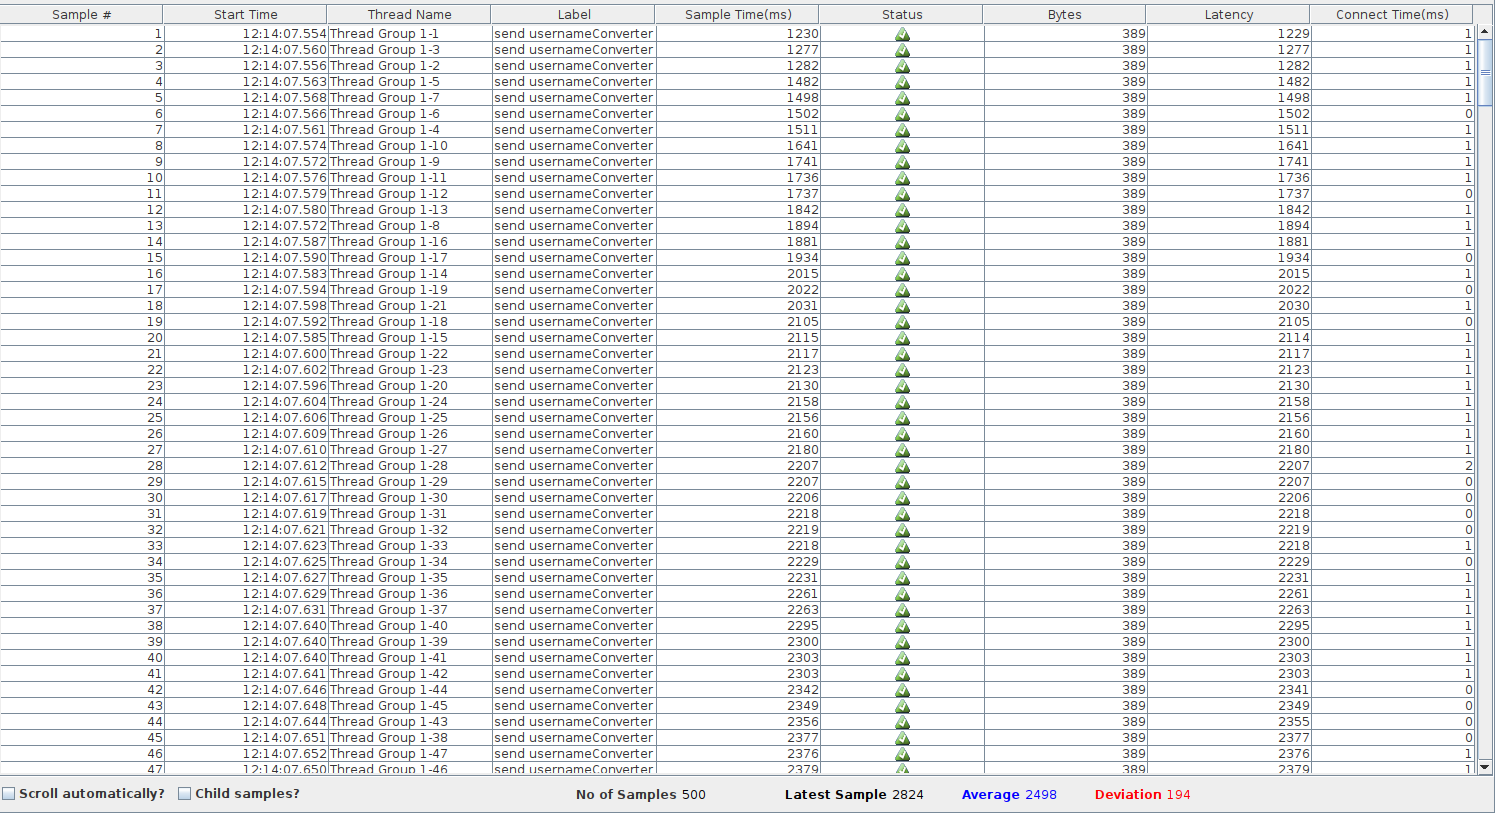 Sample # Start Time Thread Name Label Sample Time(ms) Status Bytes Latency Connect Time(ms)
1 12:14:07.554 Thread Group 1-1 send usernameConverter 1230 389 1229 1
2 12:14:07.560 Thread Group 1-3 send usernameConverter 1277 389 1277 1
3 12:14:07.556 Thread Group 1-2 send usernameConverter 1282 389 1282 1
4 12:14:07.563 Thread Group 1-5 send usernameConverter 1482 389 1482 1
5 12:14:07.568 Thread Group 1-7 send usernameConverter 1498 389 1498 1
6 12:14:07.566 Thread Group 1-6 send usernameConverter 1502 389 1502 0
7 12:14:07.561 Thread Group 1-4 send usernameConverter 1511 389 1511 1
8 12:14:07.574 Thread Group 1-10 send usernameConverter 1641 389 1641 1
9 12:14:07.572 Thread Group 1-9 send usernameConverter 1741 389 1741 1
10 12:14:07.576 Thread Group 1-11 send usernameConverter 1736 389 1736 1
11 12:14:07.579 Thread Group 1-12 send usernameConverter 1737 389 1737 0
12 12:14:07.580 Thread Group 1-13 send usernameConverter 1842 389 1842 1
13 12:14:07.572 Thread Group 1-8 send usernameConverter 1894 389 1894 1
14 12:14:07.587 Thread Group 1-16 send usernameConverter 1881 389 1881 1
15 12:14:07.590 Thread Group 1-17 send usernameConverter 1934 389 1934 0
16 12:14:07.583 Thread Group 1-14 send usernameConverter 2015 389 2015 1
17 12:14:07.594 Thread Group 1-19 send usernameConverter 2022 389 2022 0
18 12:14:07.598 Thread Group 1-21 send usernameConverter 2031 389 2030 1
19 12:14:07.592 Thread Group 1-18 send usernameConverter 2105 389 2105 0
20 12:14:07.585 Thread Group 1-15 send usernameConverter 2115 389 2114 1
21 12:14:07.600 Thread Group 1-22 send usernameConverter 2117 389 2117 1
22 12:14:07.602 Thread Group 1-23 send usernameConverter 2123 389 2123 1
23 12:14:07.596 Thread Group 1-20 send usernameConverter 2130 389 2130 1
24 12:14:07.604 Thread Group 1-24 send usernameConverter 2158 389 2158 1
25 12:14:07.606 Thread Group 1-25 send usernameConverter 2156 389 2156 1
26 12:14:07.609 Thread Group 1-26 send usernameConverter 2160 389 2160 1
27 12:14:07.610 Thread Group 1-27 send usernameConverter 2180 389 2180 1
28 12:14:07.612 Thread Group 1-28 send usernameConverter 2207 389 2207 2
29 12:14:07.615 Thread Group 1-29 send usernameConverter 2207 389 2207 0
30 12:14:07.617 Thread Group 1-30 send usernameConverter 2206 389 2206 0
31 12:14:07.619 Thread Group 1-31 send usernameConverter 2218 389 2218 0
32 12:14:07.621 Thread Group 1-32 send usernameConverter 2219 389 2219 0
33 12:14:07.623 Thread Group 1-33 send usernameConverter 2218 389 2218 1
34 12:14:07.625 Thread Group 1-34 send usernameConverter 2229 389 2229 0
35 12:14:07.627 Thread Group 1-35 send usernameConverter 2231 389 2231 1
36 12:14:07.629 Thread Group 1-36 send usernameConverter 2261 389 2261 1
37 12:14:07.631 Thread Group 1-37 send usernameConverter 2263 389 2263 1
38 12:14:07.640 Thread Group 1-40 send usernameConverter 2295 389 2295 1
39 12:14:07.640 Thread Group 1-39 send usernameConverter 2300 389 2300 1
40 12:14:07.640 Thread Group 1-41 send usernameConverter 2303 389 2303 1
41 12:14:07.641 Thread Group 1-42 send usernameConverter 2303 389 2303 1
42 12:14:07.646 Thread Group 1-44 send usernameConverter 2342 389 2341 0
43 12:14:07.648 Thread Group 1-45 send usernameConverter 2349 389 2349 0
44 12:14:07.644 Thread Group 1-43 send usernameConverter 2356 389 2355 0
45 12:14:07.651 Thread Group 1-38 send usernameConverter 2377 389 2377 0
46 12:14:07.652 Thread Group 1-47 send usernameConverter 2376 389 2376 1
47 12:14:07.650 Thread Group 1-46 send usernameConverter 2379 389 2379 1
Scroll automatically? Child samples? No of Samples 500 Latest Sample 2824 Average 2498 Deviation 194